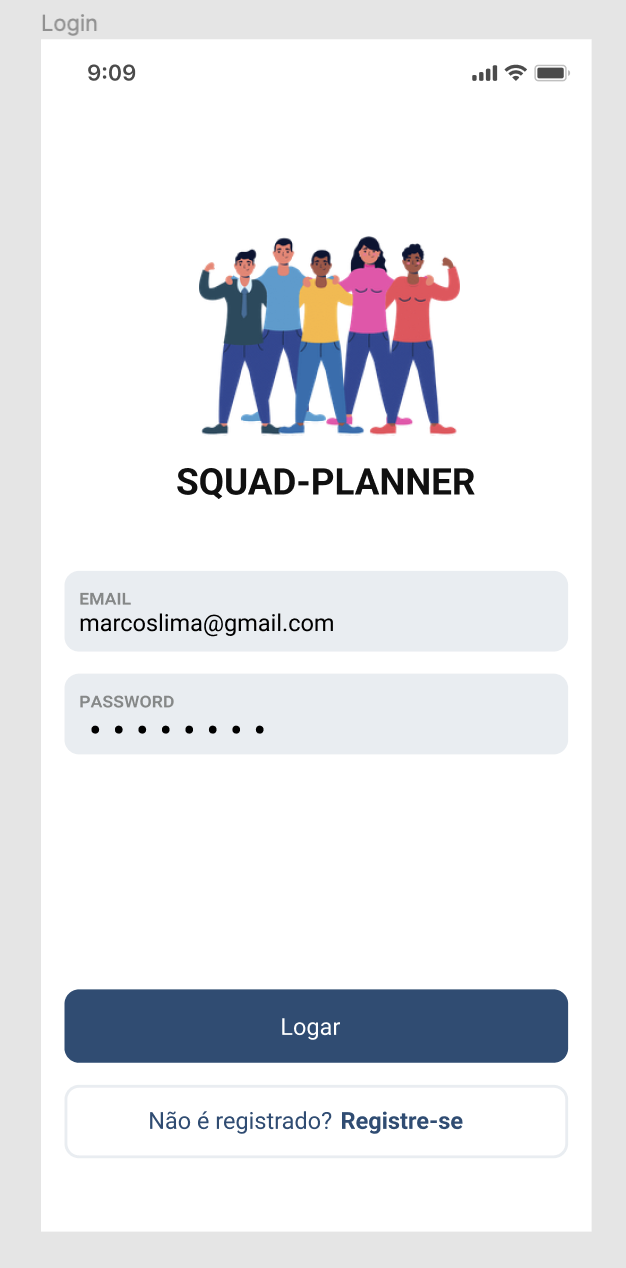 Login
9:09
SQUAD-PLANNER
EMAIL
marcoslima@gmail.com
PASSWORD
Logar
Não é registrado? Registre-se